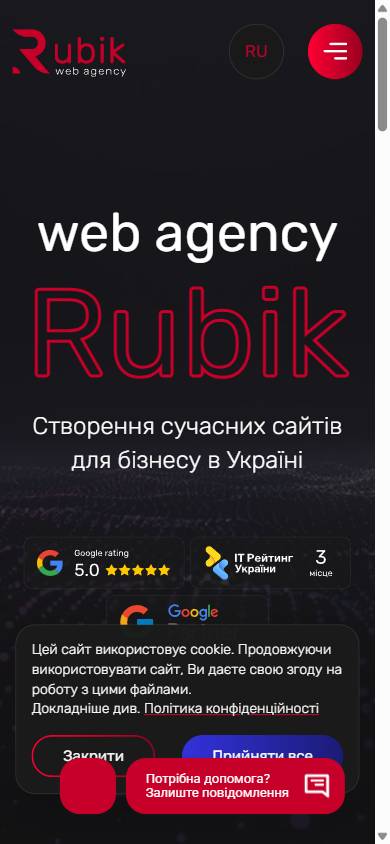 Rubik
web agency
RU
web agency
Rubik
Створення сучасних сайтів
для бізнесу в Україні
Google rating
5.0
IT Рейтинг
України
3
місце
Google
Цей сайт використовує cookie. Продовжуючи
використовувати сайт, Ви даєте свою згоду на
роботу з цими файлами.
Докладніше див. Політика конфіденційності
Закрити
Прийняти все
Потрібна допомога?
Залиште повідомлення